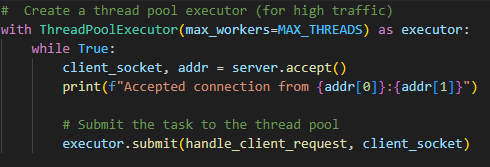 #  Create a thread pool executor (for high traffic)
with ThreadPoolExecutor(max_workers=MAX_THREADS) as executor:
    while True:
        client_socket, addr = server.accept()
        print(f"Accepted connection from {addr[0]}:{addr[1]}")

        # Submit the task to the thread pool
        executor.submit(handle_client_request, client_socket)